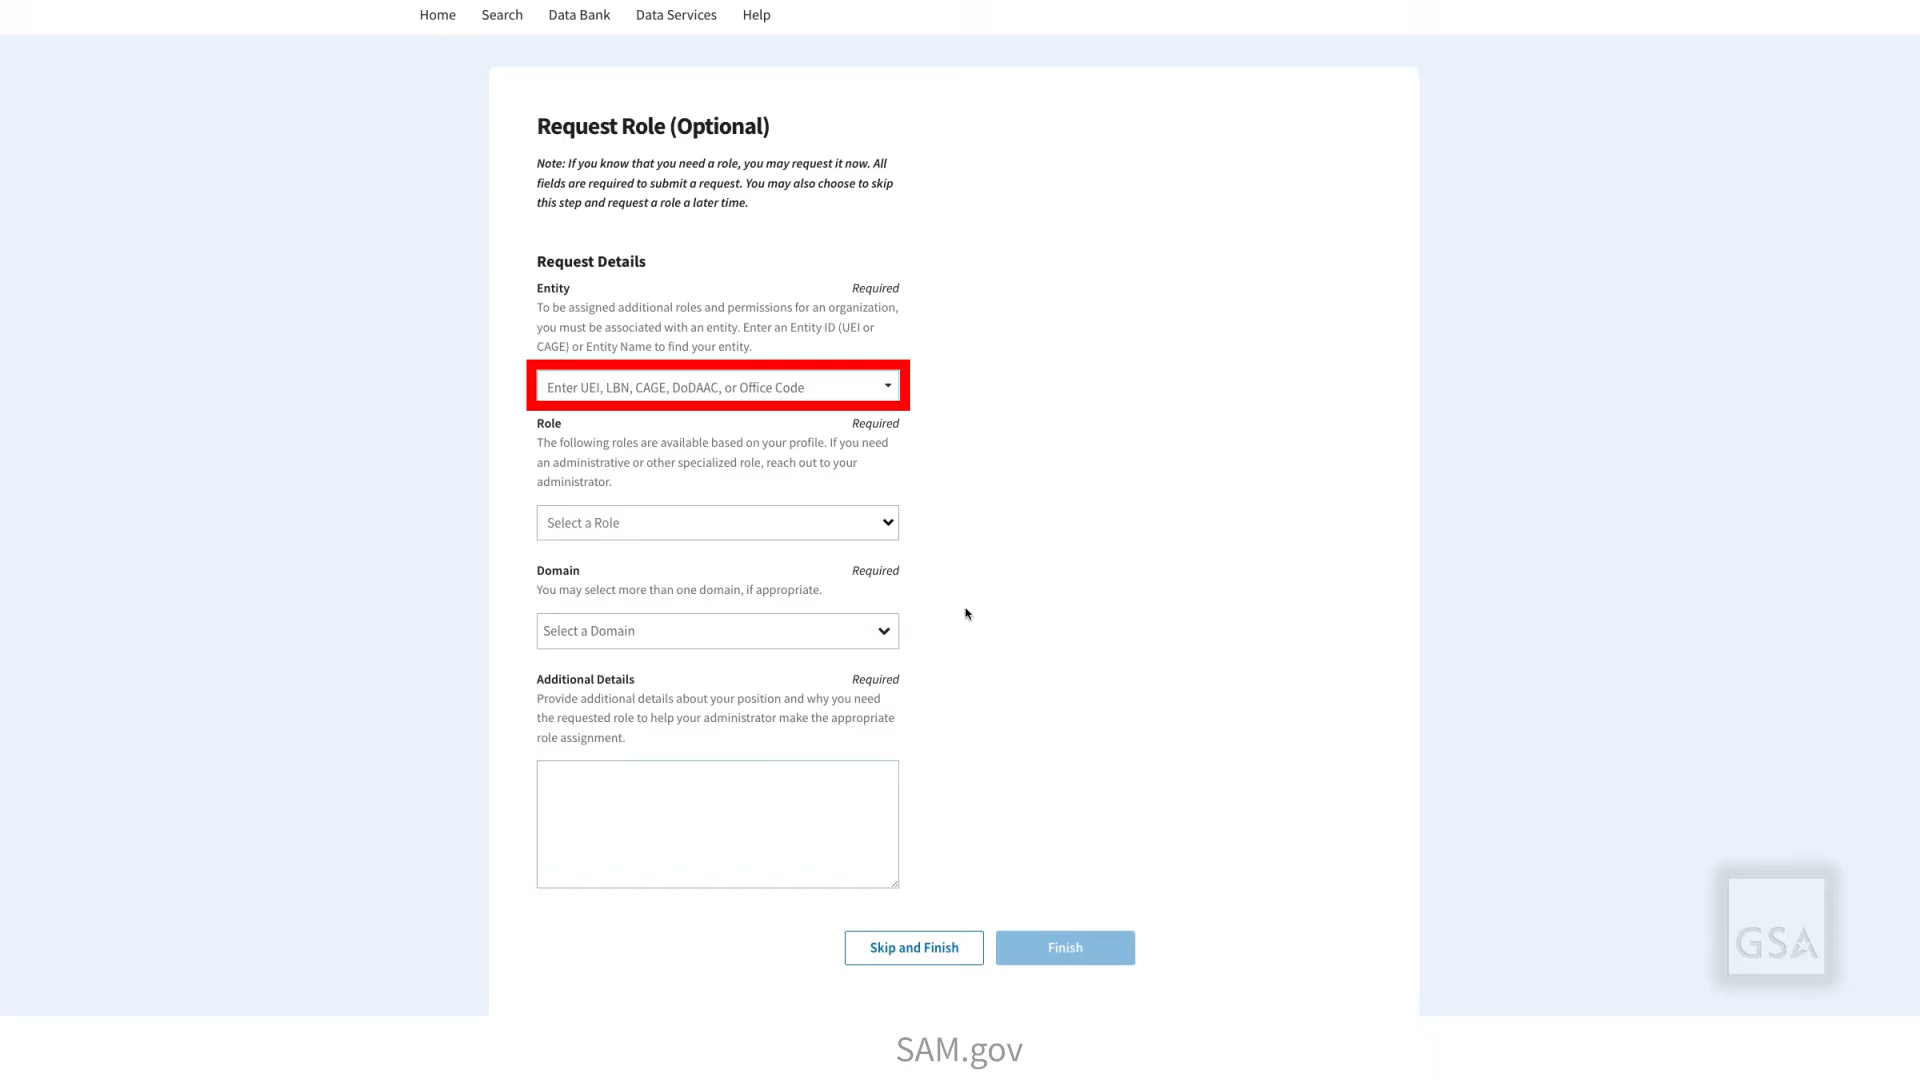 Home Search Data Bank Data Services Help
Request Role (Optional)
Note: If you know that you need a role, you may request it now. All
fields are required to submit a request. You may also choose to skip
this step and request a role a later time.
Request Details
Entity Required
To be assigned additional roles and permissions for an organization,
you must be associated with an entity. Enter an Entity ID (UEI or
CAGE) or Entity Name to find your entity.
Enter UEI, LBN, CAGE, DoDAAC, or Office Code
Role Required
The following roles are available based on your profile. If you need
an administrative or other specialized role, reach out to your
administrator.
Select a Role
Domain Required
You may select more than one domain, if appropriate.
Select a Domain
Additional Details Required
Provide additional details about your position and why you need
the requested role to help your administrator make the appropriate
role assignment.
Skip and Finish Finish
GSA
SAM.gov